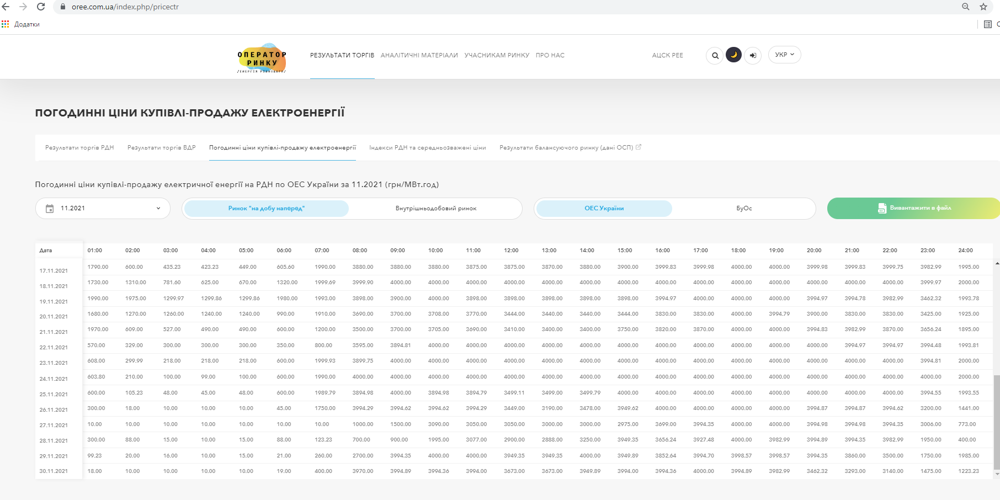 oree.com.ua/index.php/pricectr
Додатки
ОПЕРАТОР
РИНКУ
/ЕНЕРГІЯ РІВНОВАГИ/
РЕЗУЛЬТАТИ ТОРГІВ АНАЛІТИЧНІ МАТЕРІАЛИ УЧАСНИКАМ РИНКУ ПРО НАС АЦСК РЕЕ УКР
ПОГОДИННІ ЦІНИ КУПІВЛІ-ПРОДАЖУ ЕЛЕКТРОЕНЕРГІЇ
Результати торгів РДН Результати торгів ВДР Погодинні ціни купівлі-продажу електроенергії Індекси РДН та середньозважені ціни Результати балансуючого ринку (дані ОСП)
Погодинні ціни купівлі-продажу електричної енергії на РДН по ОЕС України за 11.2021 (грн/МВт.год)
11.2021 Ринок "на добу наперед" Внутрішньодобовий ринок ОЕС України БуОс Вивантажити в файл
Дата 01:00 02:00 03:00 04:00 05:00 06:00 07:00 08:00 09:00 10:00 11:00 12:00 13:00 14:00 15:00 16:00 17:00 18:00 19:00 20:00 21:00 22:00 23:00 24:00
17.11.2021 1790.00 600.00 435.23 423.23 449.00 605.60 1990.00 3880.00 3880.00 3880.00 3875.00 3875.00 3870.00 3880.00 3900.00 3999.83 3999.98 4000.00 4000.00 3999.98 3999.83 3999.75 3982.99 1995.00
18.11.2021 1730.00 1310.00 781.60 625.00 670.00 1320.00 1999.69 3999.90 4000.00 4000.00 4000.00 4000.00 4000.00 4000.00 4000.00 4000.00 4000.00 4000.00 4000.00 4000.00 4000.00 4000.00 3999.97 2000.00
19.11.2021 1990.00 1975.00 1299.97 1299.86 1299.86 1980.00 1993.00 3898.00 3900.00 4000.00 3898.00 3898.00 3898.00 3898.00 3898.00 3994.97 4000.00 4000.00 4000.00 3994.97 3994.78 3982.99 3462.32 1993.78
20.11.2021 1680.00 1270.00 1260.00 1240.00 1240.00 990.00 1910.00 3690.00 3700.00 3708.00 3770.00 3444.00 3440.00 3440.00 3444.00 3830.00 3830.00 4000.00 3994.79 3900.00 3830.00 3830.00 3425.00 1925.00
21.11.2021 1970.00 609.00 527.00 490.00 490.00 600.00 1200.00 3500.00 3700.00 3705.00 3690.00 3410.00 3400.00 3400.00 3750.00 3820.00 3870.00 4000.00 4000.00 3994.83 3982.99 3870.00 3656.24 1895.00
22.11.2021 570.00 329.00 300.00 300.00 300.00 350.00 800.00 3595.00 3894.81 4000.00 4000.00 4000.00 4000.00 4000.00 4000.00 4000.00 4000.00 4000.00 4000.00 4000.00 3994.97 3994.97 3994.48 1993.81
23.11.2021 608.00 299.99 218.00 218.00 218.00 600.00 1999.93 3899.75 4000.00 4000.00 4000.00 4000.00 4000.00 4000.00 4000.00 4000.00 4000.00 4000.00 4000.00 4000.00 4000.00 4000.00 3994.81 2000.00
24.11.2021 603.80 210.00 100.00 99.00 100.00 600.00 1990.00 4000.00 4000.00 4000.00 4000.00 4000.00 4000.00 4000.00 4000.00 4000.00 4000.00 4000.00 4000.00 4000.00 4000.00 4000.00 4000.00 2000.00
25.11.2021 600.00 105.23 48.00 45.00 48.00 600.00 1989.79 3894.98 4000.00 3894.98 3894.79 3499.11 3499.00 3499.79 4000.00 4000.00 4000.00 4000.00 4000.00 4000.00 4000.00 4000.00 3994.55 1993.55
26.11.2021 300.00 18.00 10.00 10.00 10.00 45.00 1750.00 3994.29 3994.62 3994.62 3994.29 3449.00 3190.00 3478.00 3949.62 4000.00 4000.00 4000.00 4000.00 3994.87 3994.87 3994.62 3200.00 1441.00
27.11.2021 10.00 10.00 10.00 10.00 10.00 10.00 10.00 1000.00 1500.00 3090.00 3050.00 3050.00 3000.00 3000.00 2975.00 3699.00 3994.35 4000.00 4000.00 3994.98 3994.98 3994.35 3006.00 773.00
28.11.2021 300.00 88.00 15.00 10.00 15.00 88.00 123.23 700.00 900.00 1995.00 3077.00 2900.00 2888.00 3250.00 3949.35 3656.24 3927.48 4000.00 3982.99 3994.89 3994.35 3982.99 1950.00 400.00
29.11.2021 99.23 20.00 16.00 10.00 15.00 21.00 260.00 2700.00 3994.35 4000.00 4000.00 3949.35 3949.35 4000.00 3949.89 3852.64 3994.70 3998.57 3998.57 3994.35 3860.00 3500.00 1750.00 1985.00
30.11.2021 18.00 10.00 10.00 10.00 10.00 19.00 400.00 3970.00 3994.89 3994.36 3994.00 3673.00 3673.00 3949.89 3994.00 3994.36 4000.00 3994.89 3982.99 3462.32 3293.00 3140.00 1475.00 1223.23